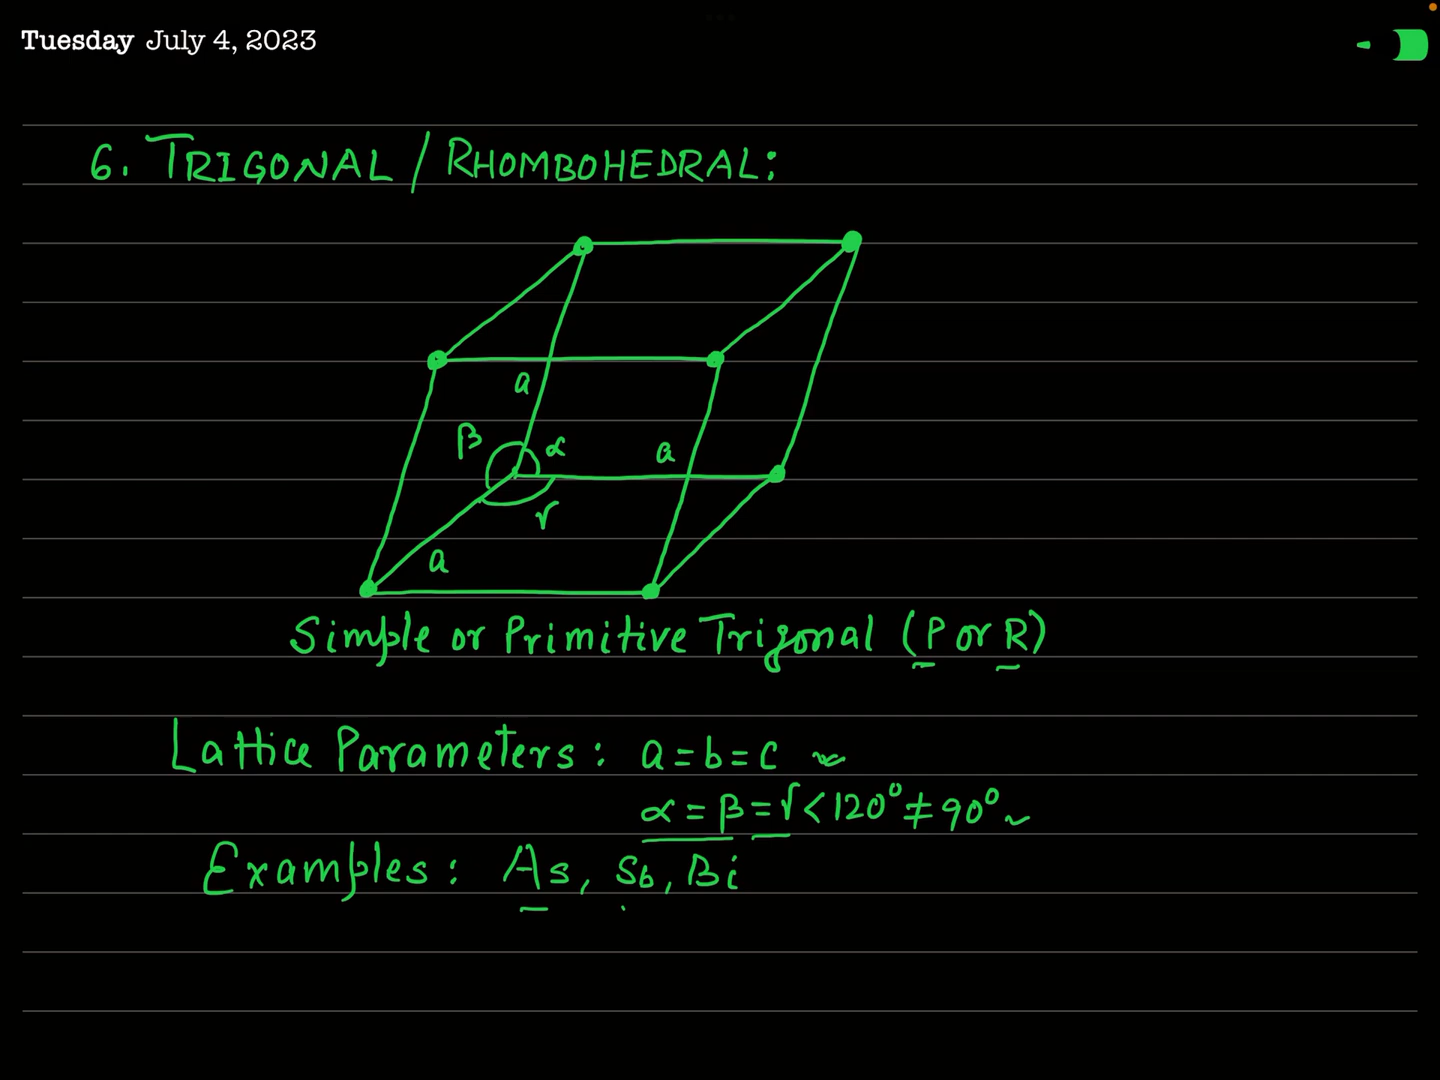 Tuesday July 4, 2023
6. TRIGONAL / RHOMBOHEDRAL:
a
β α a
γ
a
Simple or Primitive Trigonal (P or R)
Lattice Parameters: a = b = c
α = β = γ < 120° ≠ 90°
Examples: As, Sb, Bi